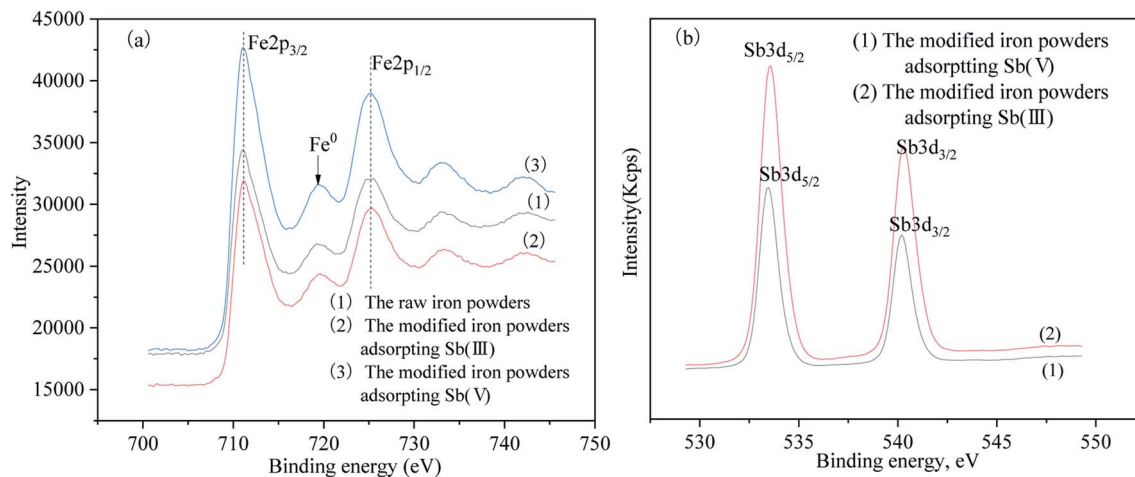 (a)
Fe2p3/2
Fe2p1/2
Fe0
(3)
(1)
(2)
(1) The raw iron powders
(2) The modified iron powders
adsorpting Sb(Ⅲ)
(3) The modified iron powders
adsorpting Sb(Ⅴ)
45000
40000
35000
30000
25000
20000
15000
Intensity
700
710
720
730
740
750
Binding energy (eV)
(b)
Sb3d5/2
(1) The modified iron powders
adsorptting Sb(Ⅴ)
(2) The modified iron powders
adsorpting Sb(Ⅲ)
Sb3d3/2
Sb3d5/2
Sb3d3/2
(2)
(1)
Intensity(Kcps)
530
535
540
545
550
Binding energy, eV